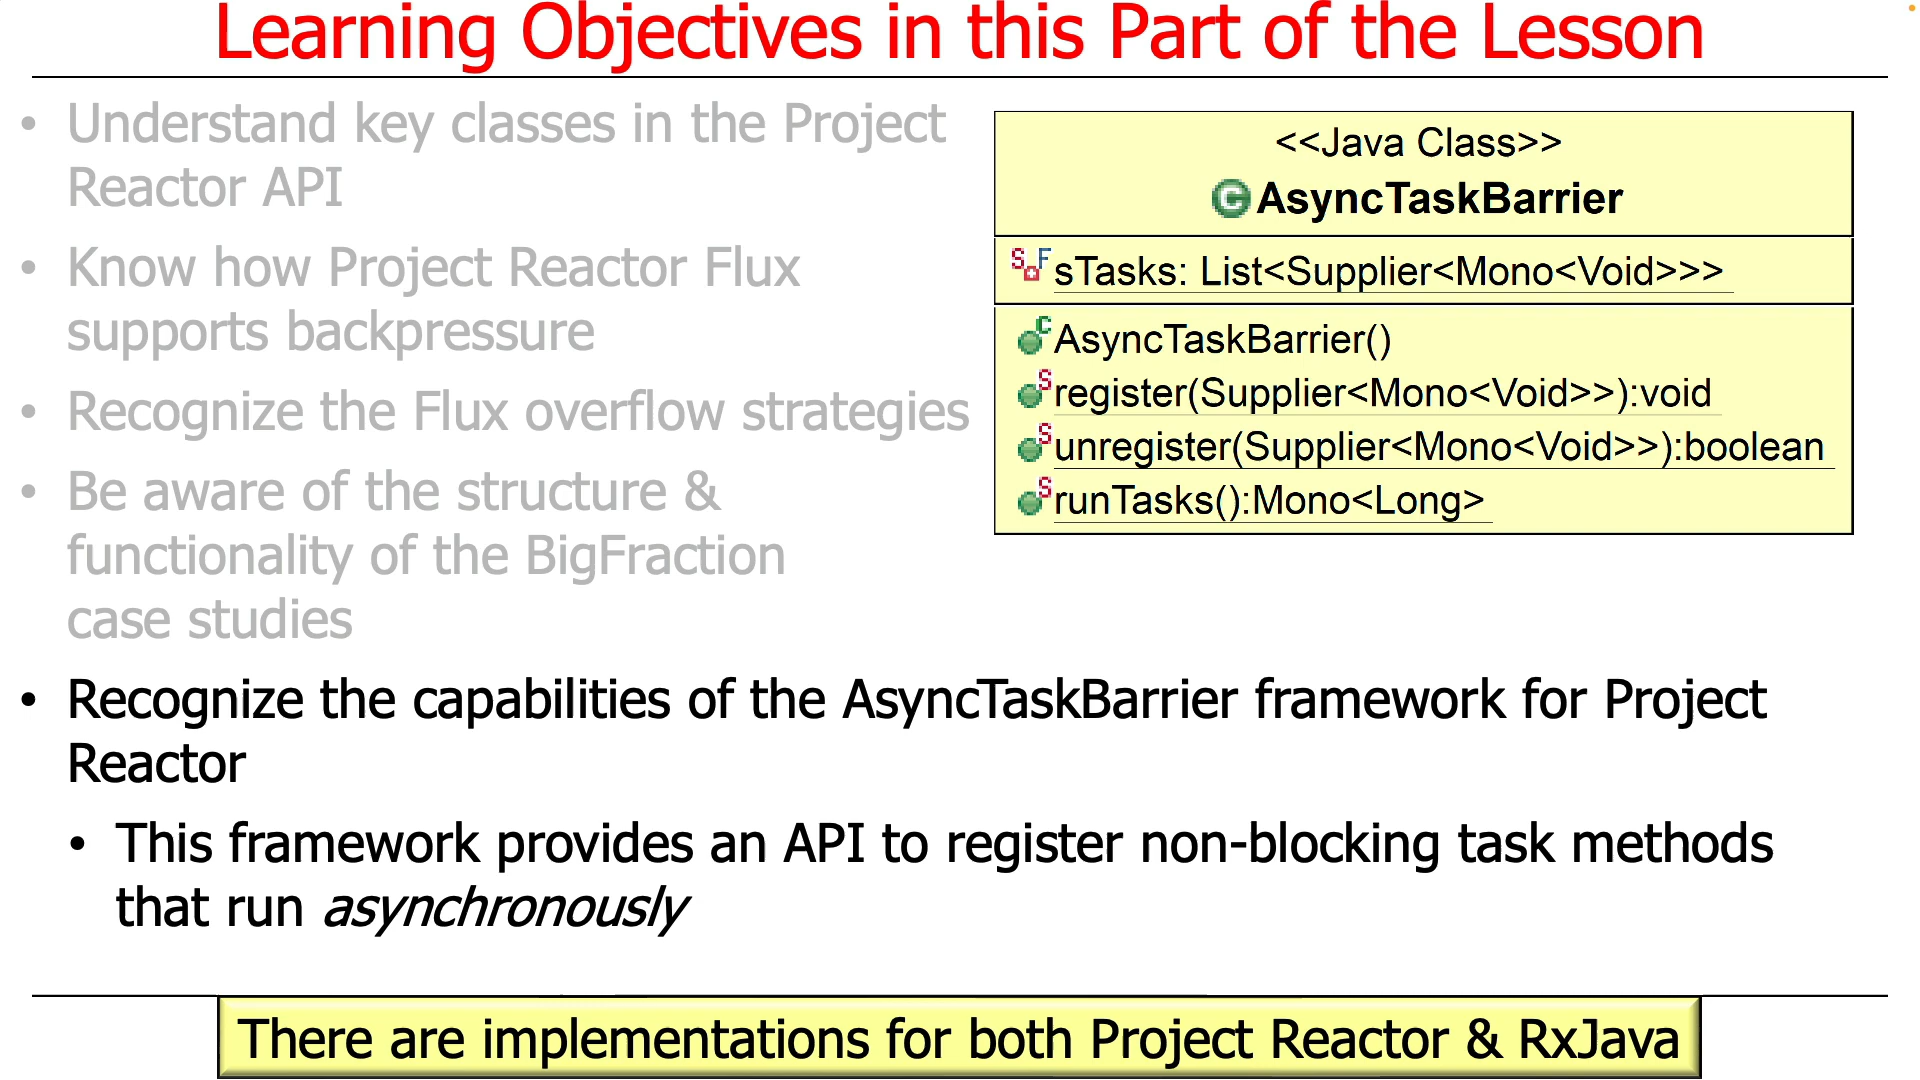 Learning Objectives in this Part of the Lesson
• Understand key classes in the Project
Reactor API
• Know how Project Reactor Flux
supports backpressure
• Recognize the Flux overflow strategies
• Be aware of the structure &
functionality of the BigFraction
case studies
<<Java Class>>
C AsyncTaskBarrier
S F sTasks: List<Supplier<Mono<Void>>>
C AsyncTaskBarrier()
S register(Supplier<Mono<Void>>):void
S unregister(Supplier<Mono<Void>>):boolean
S runTasks():Mono<Long>
• Recognize the capabilities of the AsyncTaskBarrier framework for Project
Reactor
• This framework provides an API to register non-blocking task methods
that run asynchronously
There are implementations for both Project Reactor & RxJava